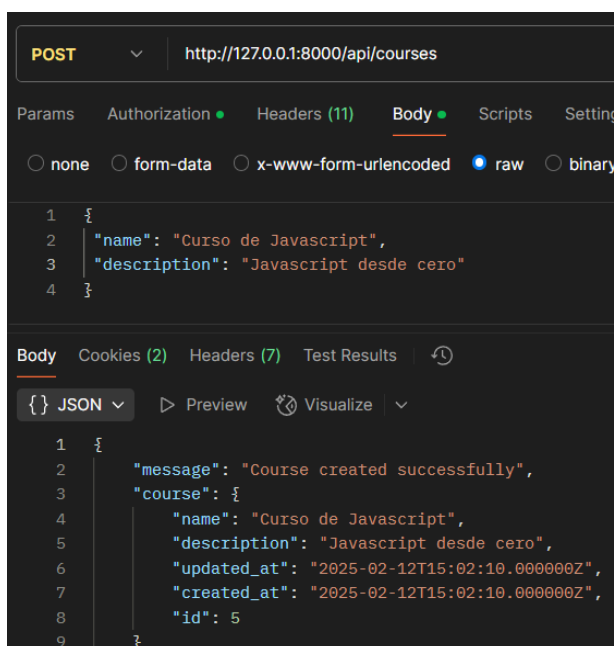 POST http://127.0.0.1:8000/api/courses
Params Authorization Headers (11) Body Scripts Setting
none form-data x-www-form-urlencoded raw binary
1 {
2 "name": "Curso de Javascript",
3 "description": "Javascript desde cero"
4 }
Body Cookies (2) Headers (7) Test Results
{} JSON Preview Visualize
1 {
2 "message": "Course created successfully",
3 "course": {
4 "name": "Curso de Javascript",
5 "description": "Javascript desde cero",
6 "updated_at": "2025-02-12T15:02:10.000000Z",
7 "created_at": "2025-02-12T15:02:10.000000Z",
8 "id": 5
9 }